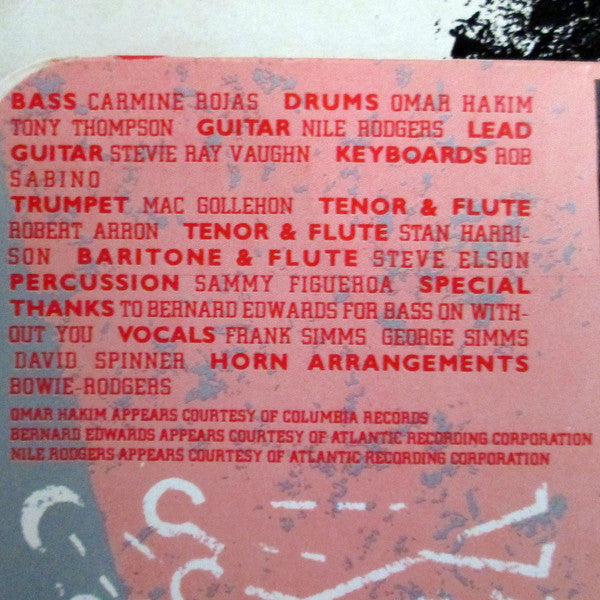 BASS CARMINE ROJAS DRUMS OMAR HAKIM
TONY THOMPSON GUITAR NILE RODGERS LEAD
GUITAR STEVIE RAY VAUGHN KEYBOARDS ROB
SABINO
TRUMPET MAC GOLLEHON TENOR & FLUTE
ROBERT ARRON TENOR & FLUTE STAN HARRI-
SON BARITONE & FLUTE STEVE ELSON
PERCUSSION SAMMY FIGUEROA SPECIAL
THANKS TO BERNARD EDWARDS FOR BASS ON WITH-
OUT YOU VOCALS FRANK SIMMS GEORGE SIMMS
DAVID SPINNER HORN ARRANGEMENTS
BOWIE-RODGERS
OMAR HAKIM APPEARS COURTESY OF COLUMBIA RECORDS
BERNARD EDWARDS APPEARS COURTESY OF ATLANTIC RECORDING CORPORATION
NILE RODGERS APPEARS COURTESY OF ATLANTIC RECORDING CORPORATION